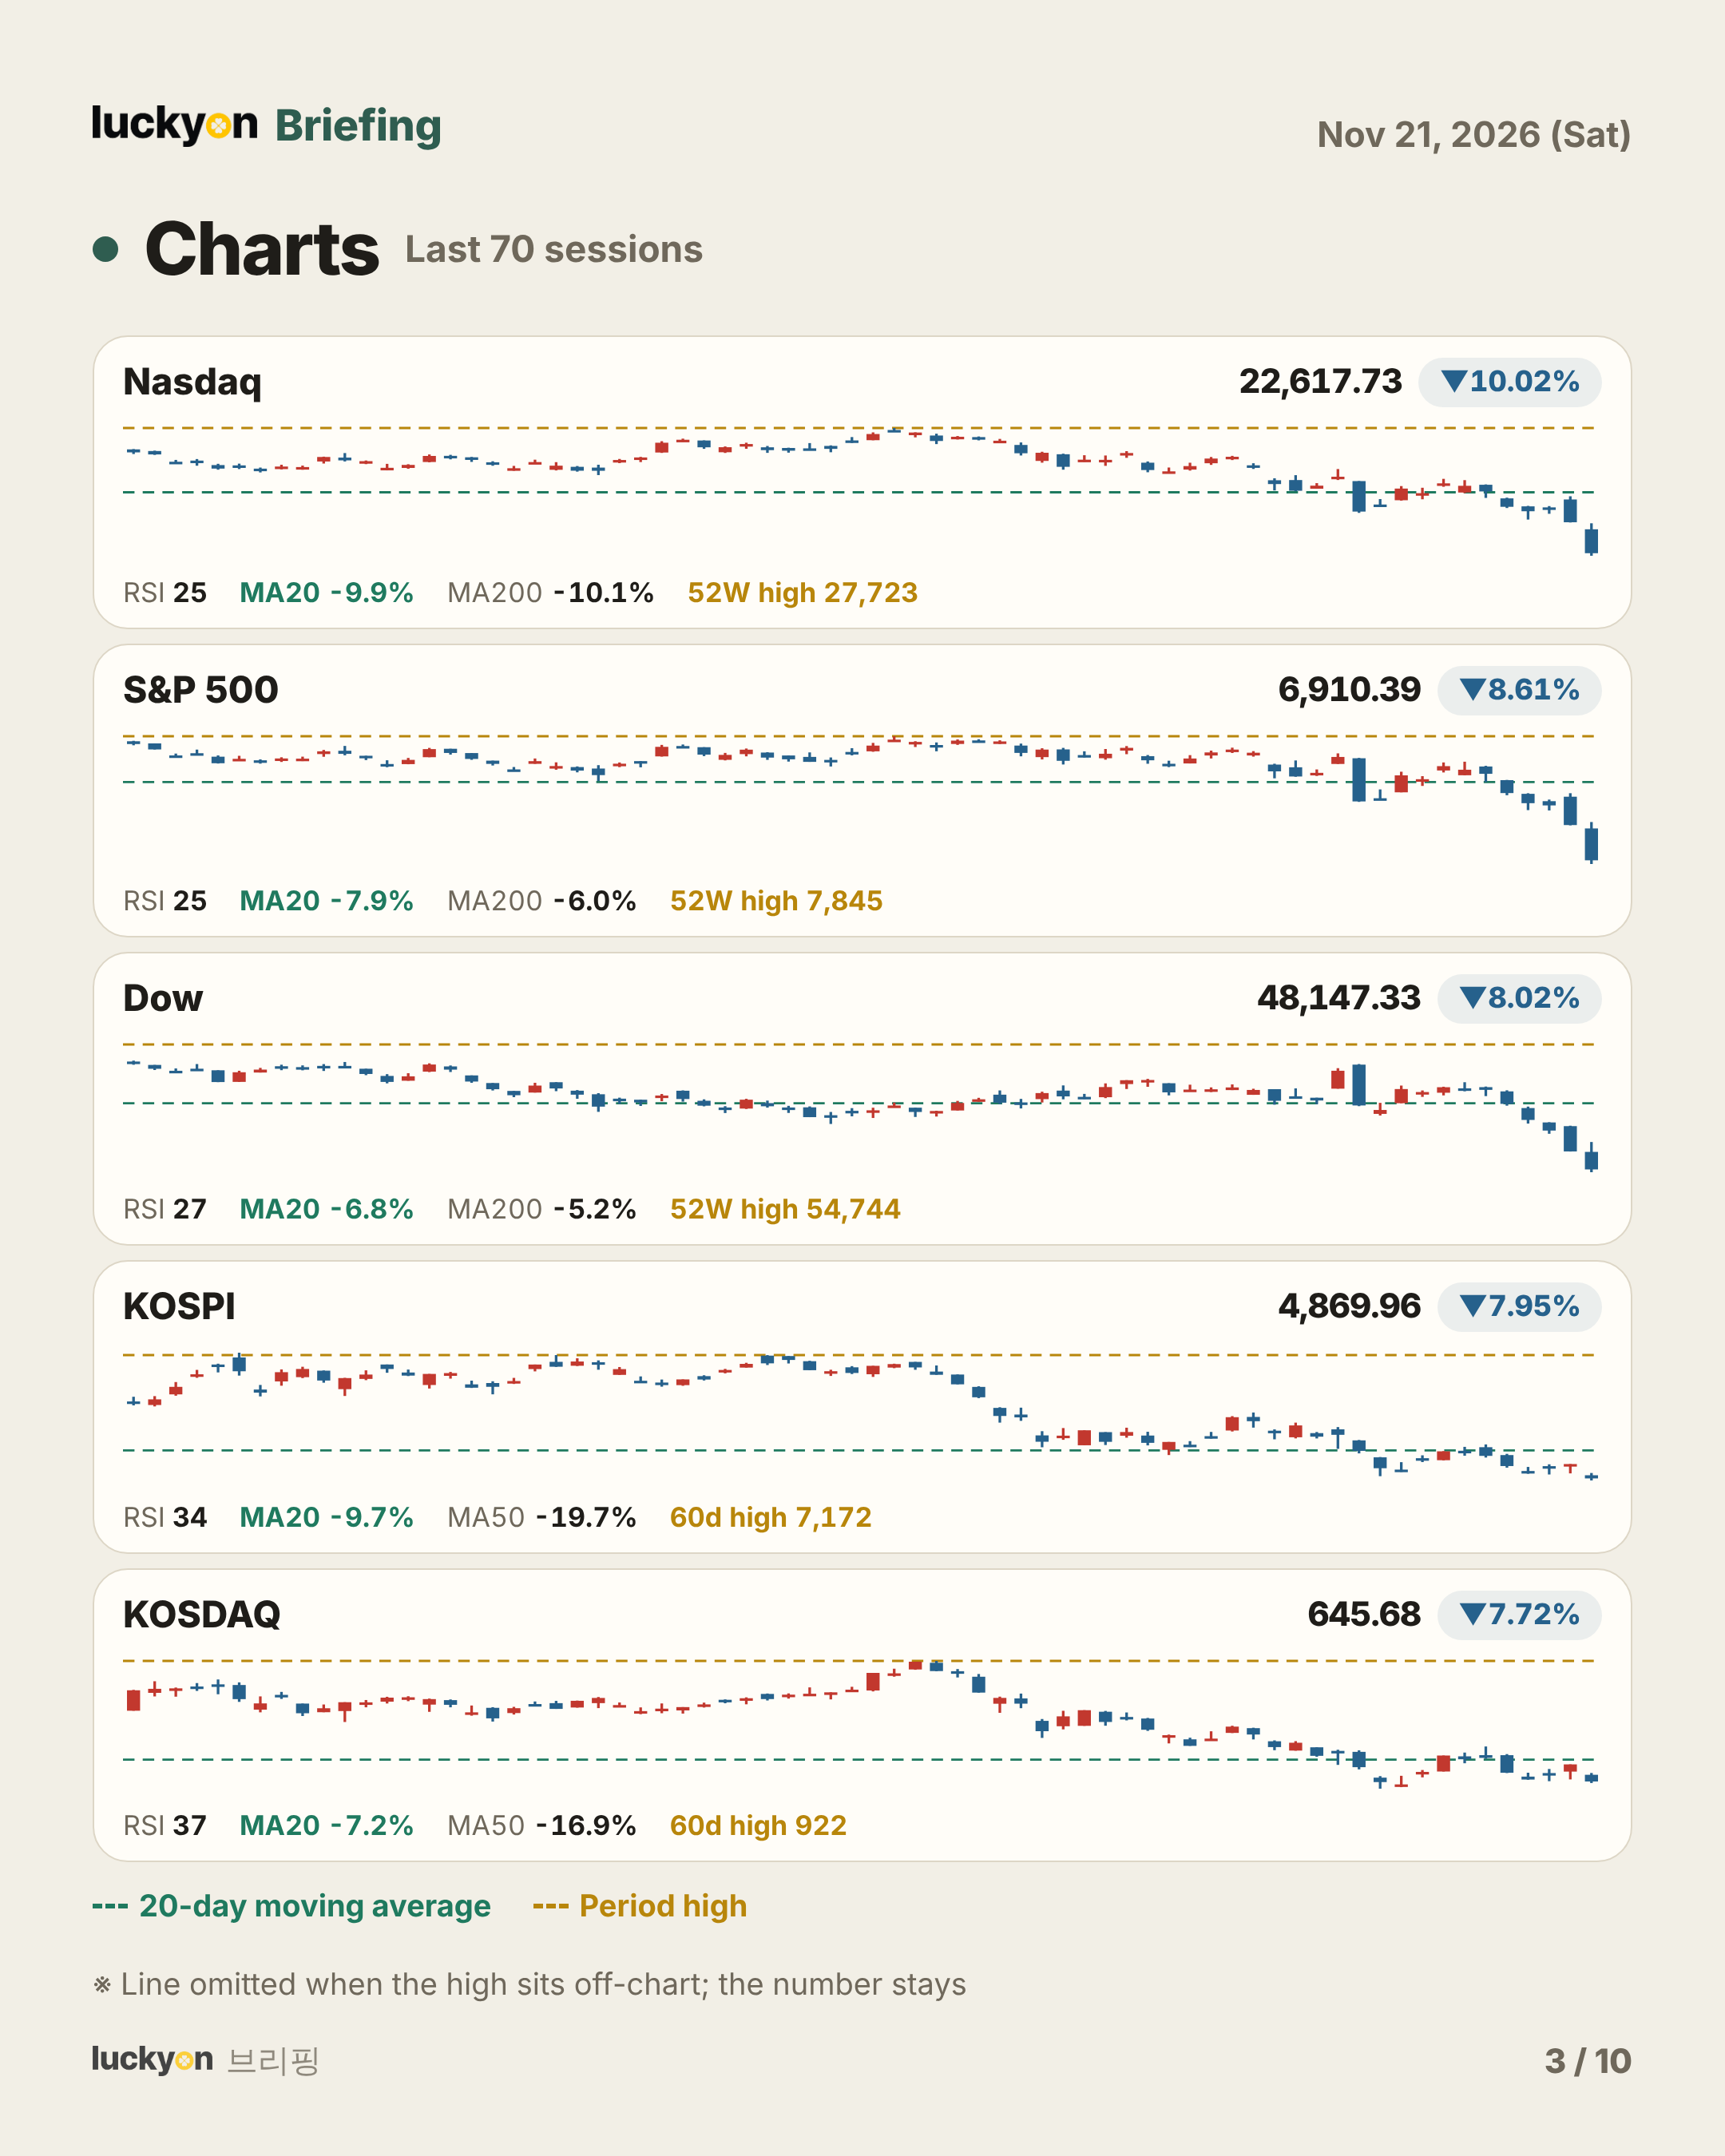 luckyon Briefing
Nov 21, 2026 (Sat)
Charts Last 70 sessions
Nasdaq 22,617.73 ▼10.02%
RSI 25 MA20 -9.9% MA200 -10.1% 52W high 27,723
S&P 500 6,910.39 ▼8.61%
RSI 25 MA20 -7.9% MA200 -6.0% 52W high 7,845
Dow 48,147.33 ▼8.02%
RSI 27 MA20 -6.8% MA200 -5.2% 52W high 54,744
KOSPI 4,869.96 ▼7.95%
RSI 34 MA20 -9.7% MA50 -19.7% 60d high 7,172
KOSDAQ 645.68 ▼7.72%
RSI 37 MA20 -7.2% MA50 -16.9% 60d high 922
--- 20-day moving average --- Period high
※ Line omitted when the high sits off-chart; the number stays
luckyon 브리핑
3 / 10